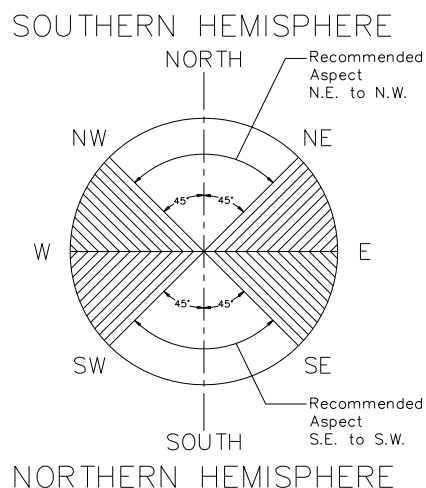 SOUTHERN HEMISPHERE
NORTH
Recommended
Aspect
N.E. to N.W.
NW
NE
45°
45°
W
E
45°
45°
SW
SE
Recommended
Aspect
S.E. to S.W.
SOUTH
NORTHERN HEMISPHERE